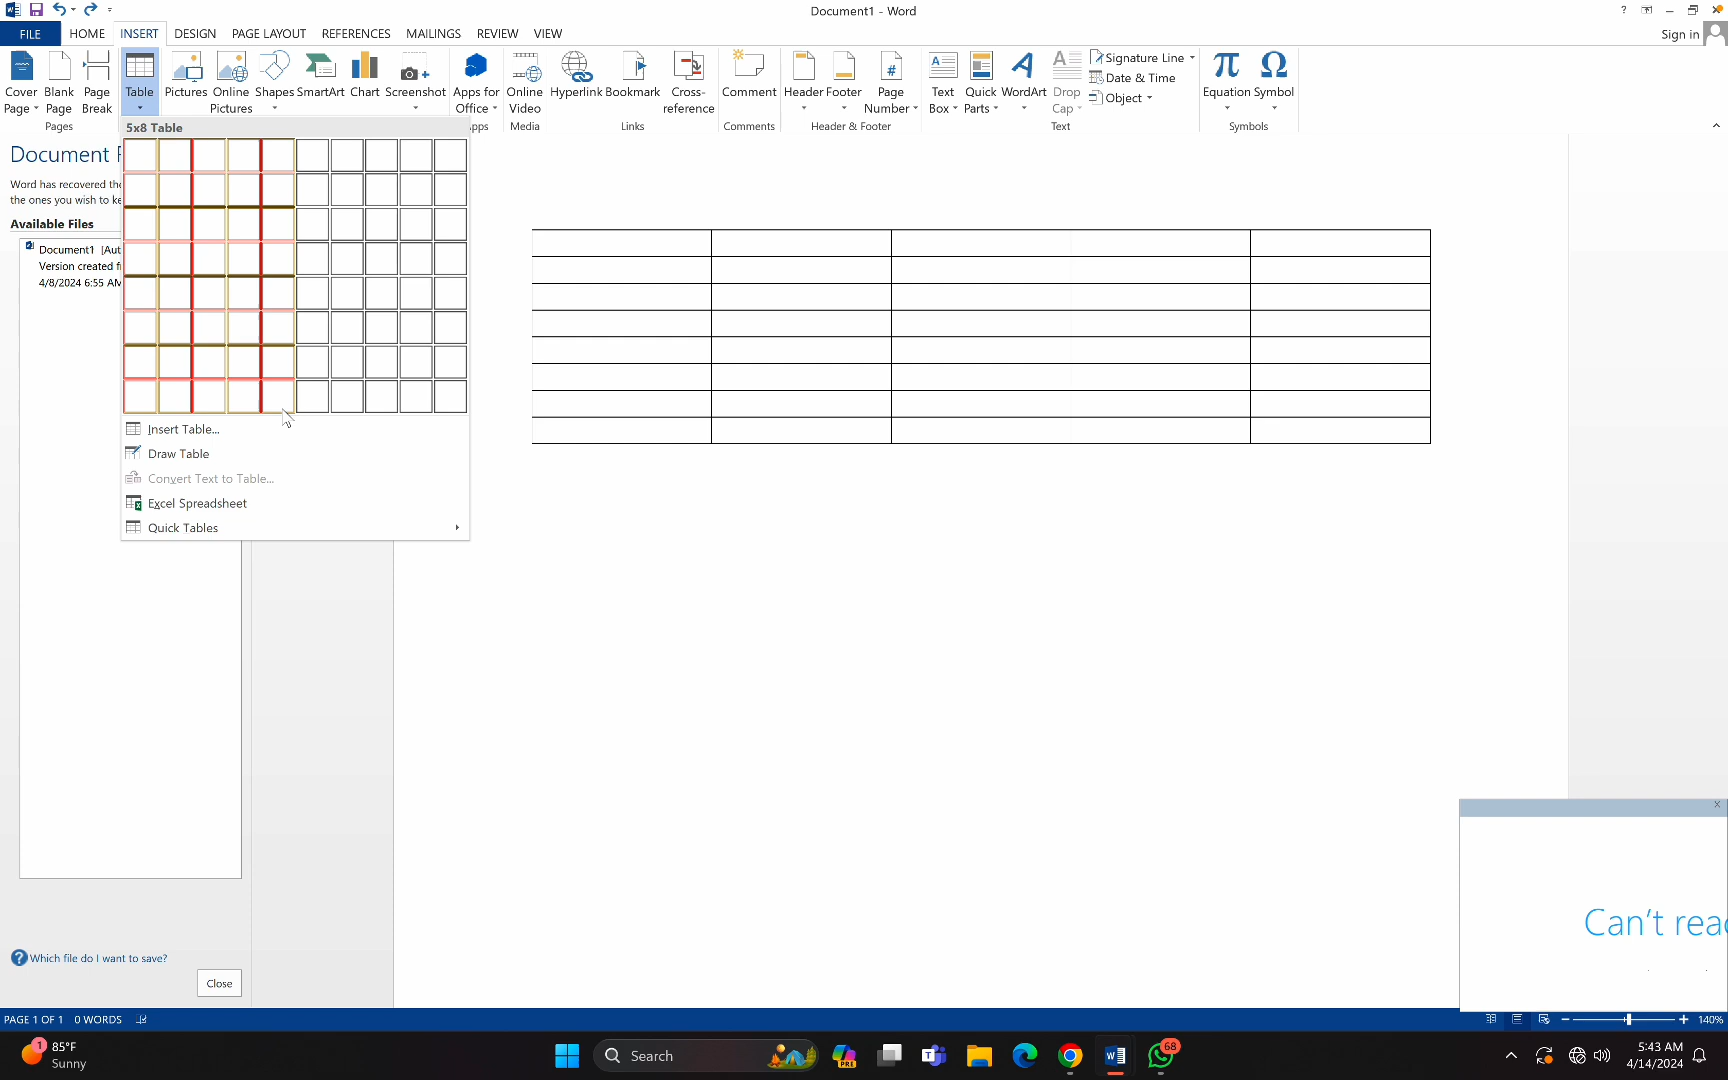 Document1 - Word
?
FILE HOME INSERT DESIGN PAGE LAYOUT REFERENCES MAILINGS REVIEW VIEW
Sign in
Cover Page
Blank Page
Page Break
Table
Pictures
Online Pictures
Shapes
SmartArt
Chart
Screenshot
Apps for Office
Online Video
Hyperlink
Bookmark
Cross-reference
Comment
Header
Footer
Page Number
Text Box
Quick Parts
WordArt
Drop Cap
Signature Line
Date & Time
Object
Equation
Symbol
Pages
Media
Links
Comments
Header & Footer
Text
Symbols
5x8 Table
Document
Word has recovered the
the ones you wish to ke
Available Files
Document1 [Aut
Version created f
4/8/2024 6:55 AM
Insert Table...
Draw Table
Convert Text to Table...
Excel Spreadsheet
Quick Tables
Can't rea
Which file do I want to save?
Close
PAGE 1 OF 1 0 WORDS
140%
1
85°F
Sunny
Search
PRE
68
5:43 AM
4/14/2024